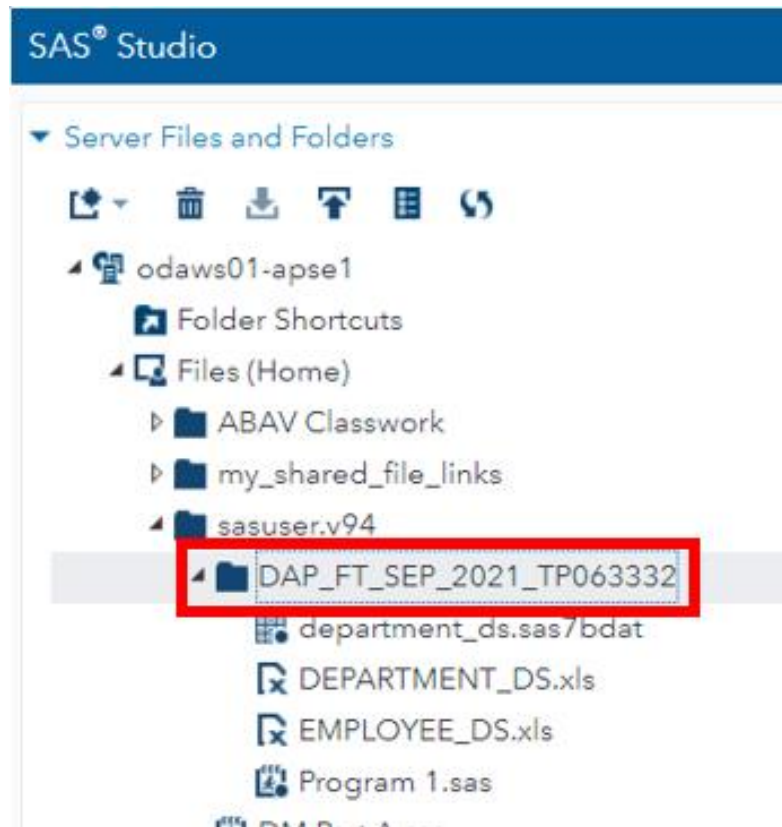 SAS® Studio
Server Files and Folders
odaws01-apse1
Folder Shortcuts
Files (Home)
ABAV Classwork
my_shared_file_links
sasuser.v94
DAP_FT_SEP_2021_TP063332
department_ds.sas7bdat
DEPARTMENT_DS.xls
EMPLOYEE_DS.xls
Program 1.sas